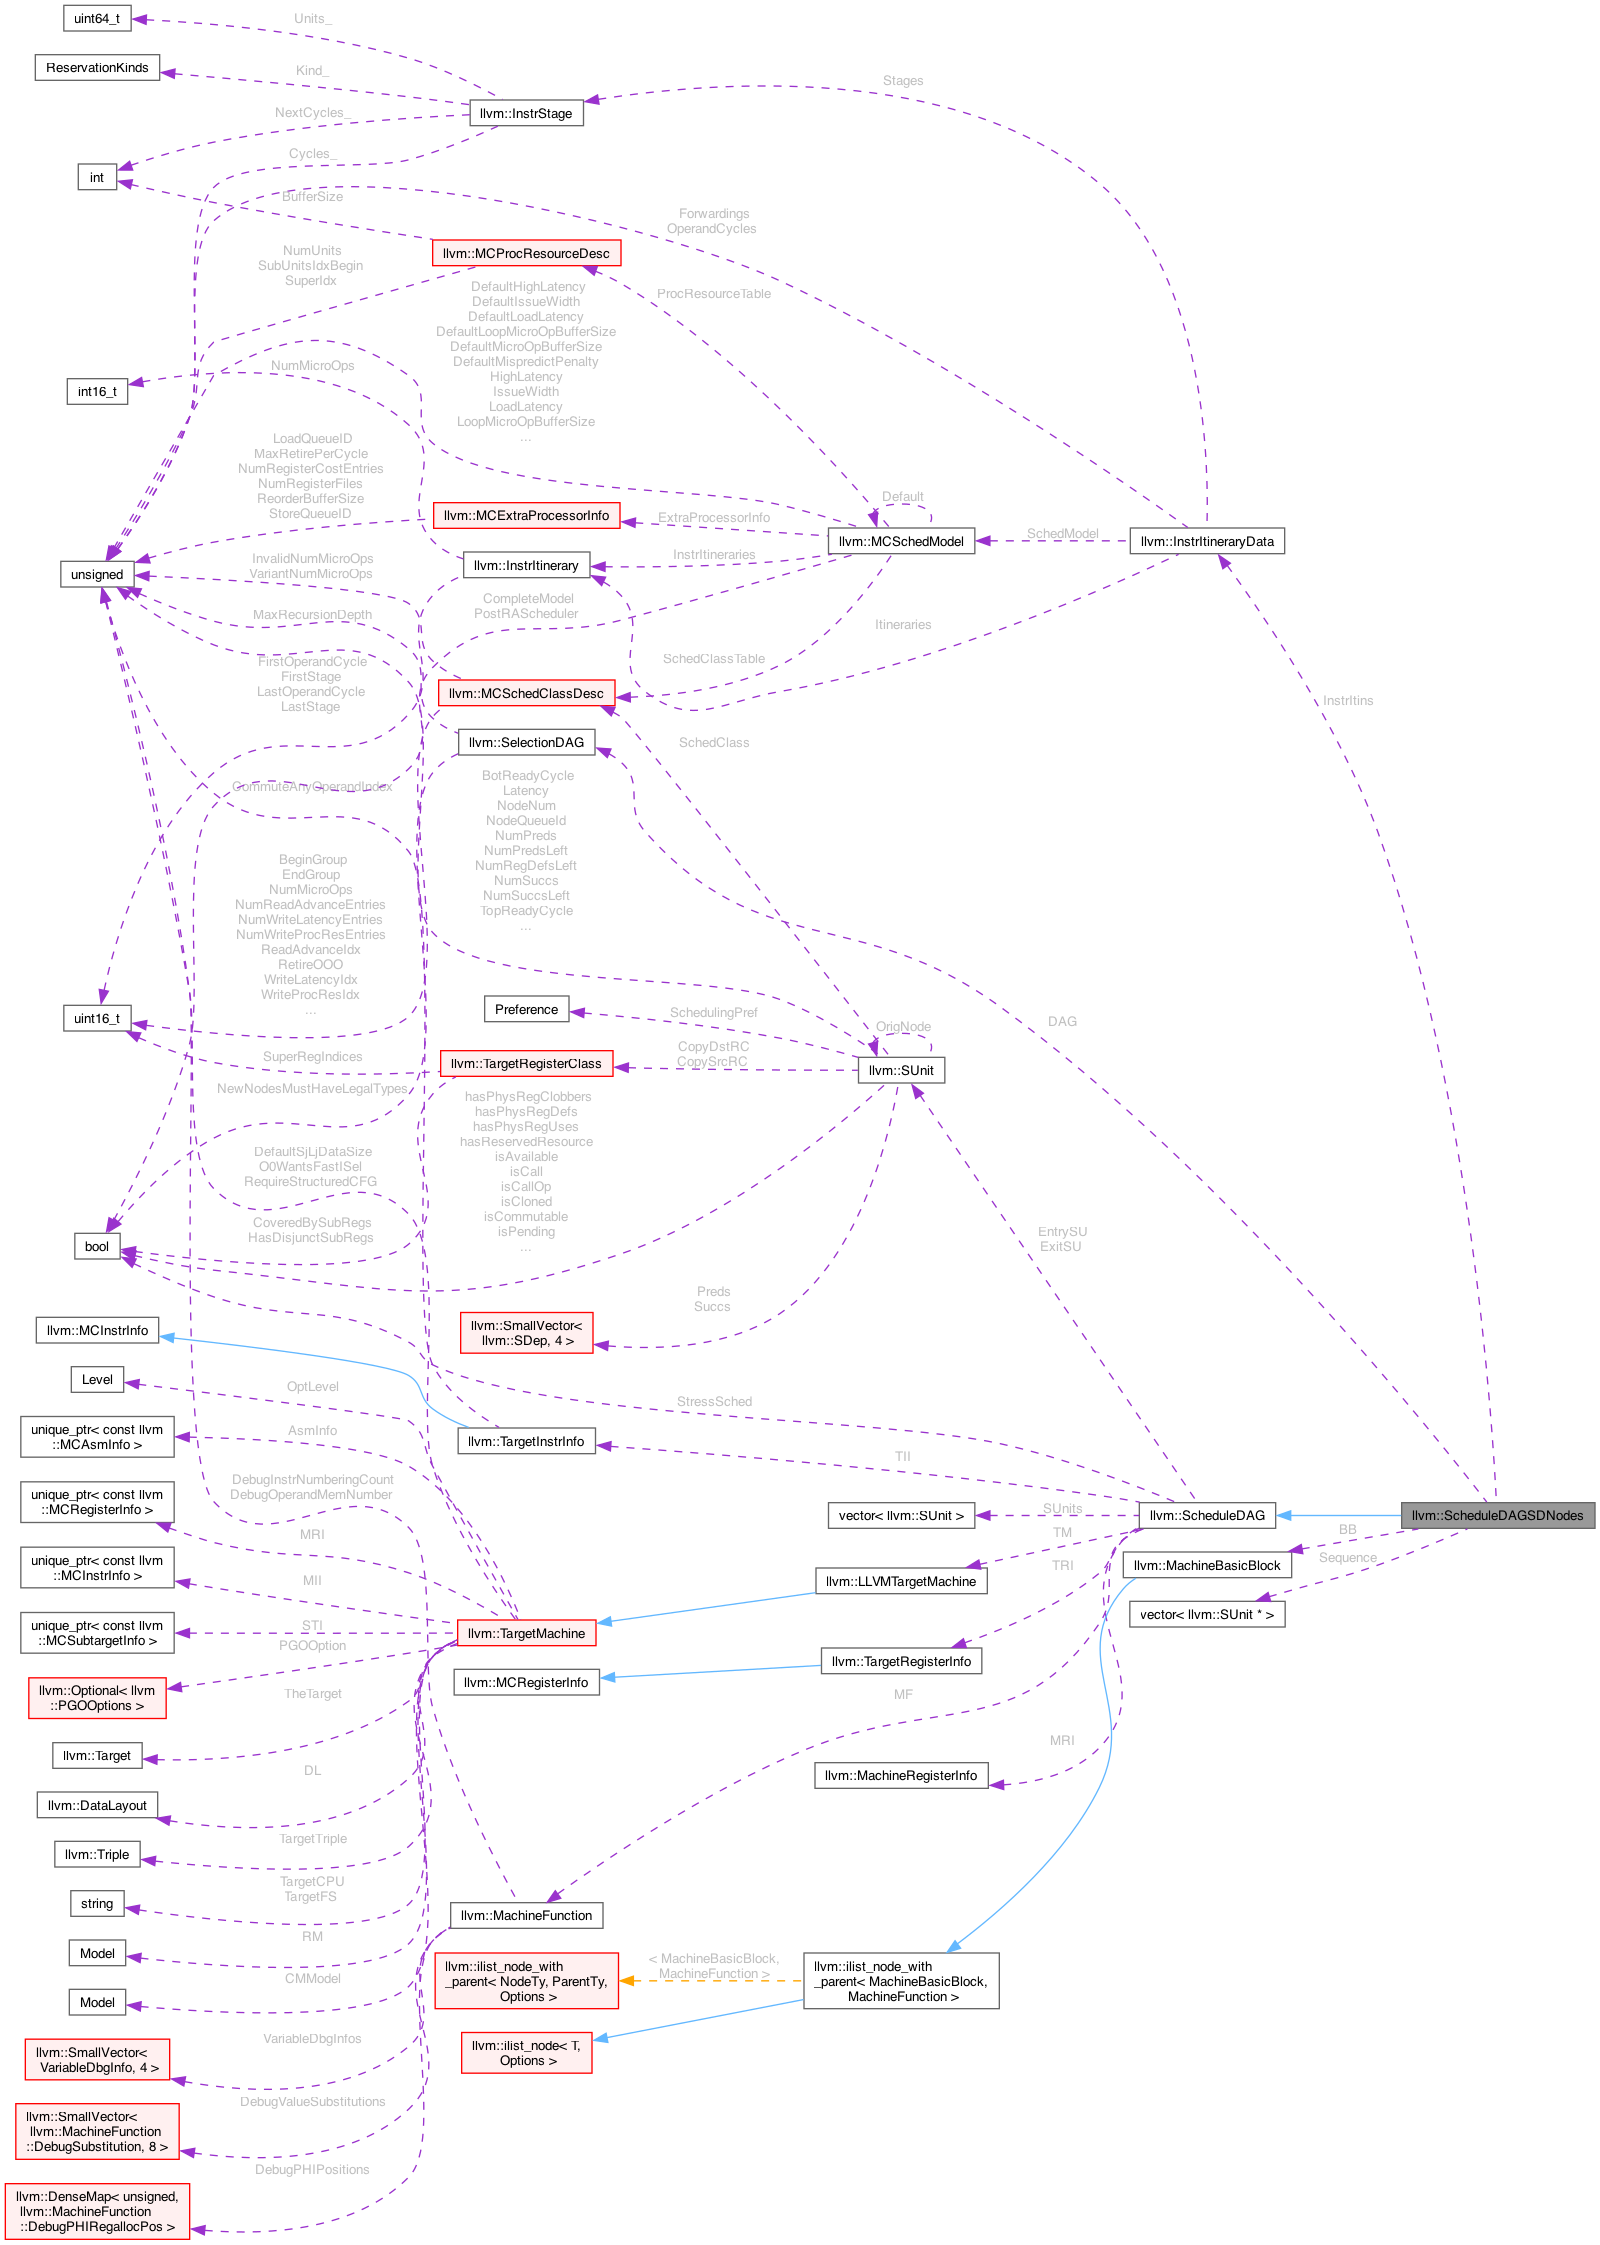 uint64_t
Units_
ReservationKinds
Kind_
Stages
llvm::InstrStage
NextCycles_
Cycles_
int
BufferSize
Forwardings
OperandCycles
llvm::MCProcResourceDesc
NumUnits
SubUnitsIdxBegin
SuperIdx
ProcResourceTable
DefaultHighLatency
DefaultIssueWidth
DefaultLoadLatency
DefaultLoopMicroOpBufferSize
DefaultMicroOpBufferSize
DefaultMispredictPenalty
HighLatency
IssueWidth
LoadLatency
LoopMicroOpBufferSize
...
NumMicroOps
int16_t
LoadQueueID
MaxRetirePerCycle
NumRegisterCostEntries
NumRegisterFiles
ReorderBufferSize
StoreQueueID
llvm::MCExtraProcessorInfo
ExtraProcessorInfo
Default
llvm::MCSchedModel
SchedModel
llvm::InstrItineraryData
unsigned
InvalidNumMicroOps
VariantNumMicroOps
llvm::InstrItinerary
InstrItineraries
CompleteModel
PostRAScheduler
MaxRecursionDepth
Itineraries
FirstOperandCycle
FirstStage
LastOperandCycle
LastStage
SchedClassTable
llvm::MCSchedClassDesc
InstrItins
llvm::SelectionDAG
SchedClass
CommuteAnyOperandIndex
BotReadyCycle
Latency
NodeNum
NodeQueueId
NumPreds
NumPredsLeft
NumRegDefsLeft
NumSuccs
NumSuccsLeft
TopReadyCycle
...
BeginGroup
EndGroup
NumMicroOps
NumReadAdvanceEntries
NumWriteLatencyEntries
NumWriteProcResEntries
ReadAdvanceIdx
RetireOOO
WriteLatencyIdx
WriteProcResIdx
...
uint16_t
Preference
SchedulingPref
OrigNode
DAG
SuperRegIndices
llvm::TargetRegisterClass
CopyDstRC
CopySrcRC
llvm::SUnit
NewNodesMustHaveLegalTypes
hasPhysRegClobbers
hasPhysRegDefs
hasPhysRegUses
hasReservedResource
isAvailable
isCall
isCallOp
isCloned
isCommutable
isPending
...
DefaultSjLjDataSize
O0WantsFastISel
RequireStructuredCFG
CoveredBySubRegs
HasDisjunctSubRegs
bool
EntrySU
ExitSU
Preds
Succs
llvm::SmallVector<
llvm::SDep, 4 >
llvm::MCInstrInfo
Level
OptLevel
StressSched
unique_ptr< const llvm
::MCAsmInfo >
AsmInfo
llvm::TargetInstrInfo
TII
unique_ptr< const llvm
::MCRegisterInfo >
DebugInstrNumberingCount
DebugOperandMemNumber
vector< llvm::SUnit >
SUnits
llvm::ScheduleDAG
llvm::ScheduleDAGSDNodes
MRI
TM
BB
TRI
Sequence
unique_ptr< const llvm
::MCInstrInfo >
MII
llvm::LLVMTargetMachine
llvm::MachineBasicBlock
vector< llvm::SUnit * >
unique_ptr< const llvm
::MCSubtargetInfo >
STI
llvm::TargetMachine
PGOOption
llvm::TargetRegisterInfo
llvm::MCRegisterInfo
llvm::Optional< llvm
::PGOOptions >
TheTarget
MF
llvm::Target
MRI
DL
llvm::MachineRegisterInfo
llvm::DataLayout
TargetTriple
llvm::Triple
TargetCPU
TargetFS
string
llvm::MachineFunction
RM
Model
llvm::ilist_node_with
_parent< NodeTy, ParentTy,
Options >
< MachineBasicBlock,
MachineFunction >
llvm::ilist_node_with
_parent< MachineBasicBlock,
MachineFunction >
CMModel
Model
VariableDbgInfos
llvm::SmallVector<
VariableDbgInfo, 4 >
llvm::ilist_node< T,
Options >
DebugValueSubstitutions
llvm::SmallVector<
llvm::MachineFunction
::DebugSubstitution, 8 >
DebugPHIPositions
llvm::DenseMap< unsigned,
llvm::MachineFunction
::DebugPHIRegallocPos >